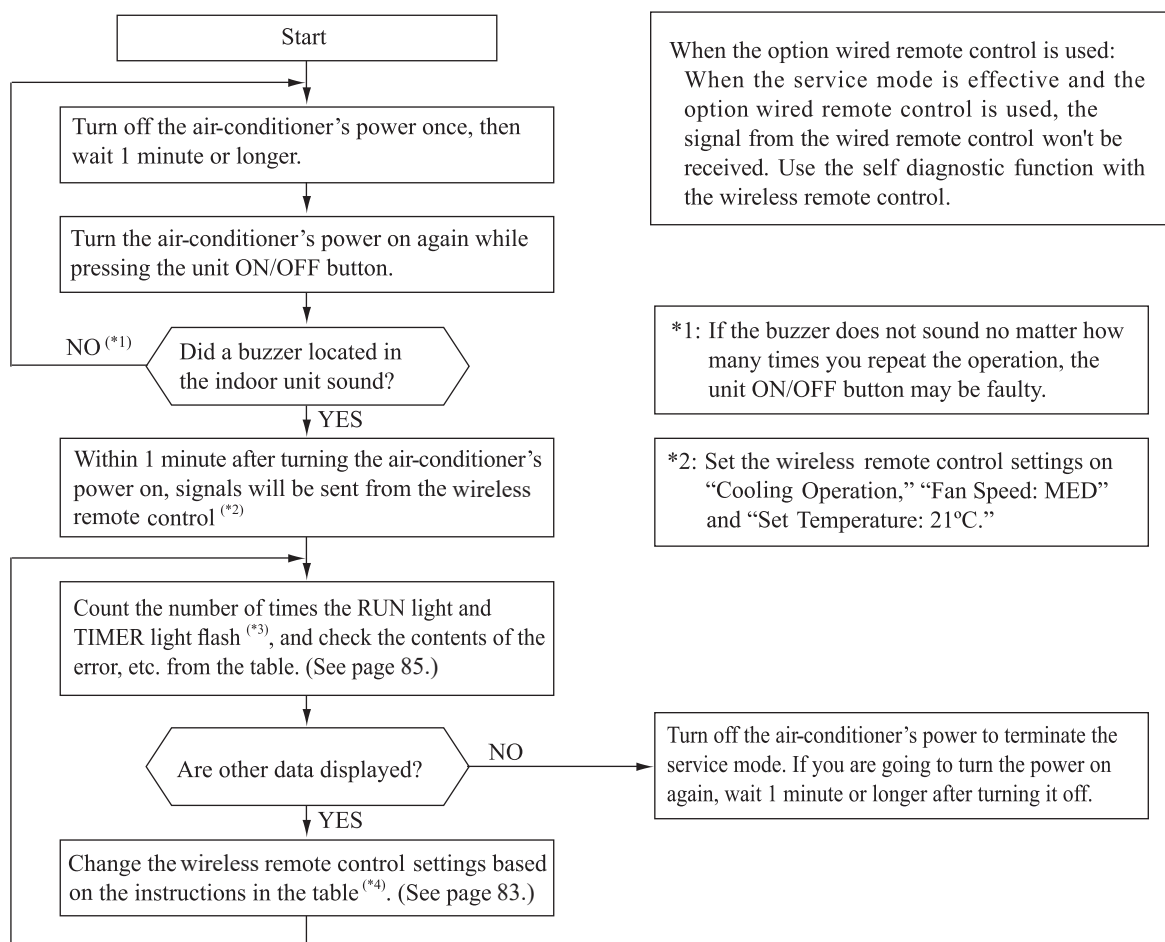 Start
Turn off the air-conditioner’s power once, then
wait 1 minute or longer.
Turn the air-conditioner’s power on again while
pressing the unit ON/OFF button.
NO (*1)
Did a buzzer located in
the indoor unit sound?
YES
Within 1 minute after turning the air-conditioner’s
power on, signals will be sent from the wireless
remote control (*2)
Count the number of times the RUN light and
TIMER light flash (*3), and check the contents of the
error, etc. from the table. (See page 85.)
Are other data displayed?
NO
YES
Change the wireless remote control settings based
on the instructions in the table (*4). (See page 83.)
When the option wired remote control is used:
When the service mode is effective and the
option wired remote control is used, the
signal from the wired remote control won't be
received. Use the self diagnostic function with
the wireless remote control.
*1: If the buzzer does not sound no matter how
many times you repeat the operation, the
unit ON/OFF button may be faulty.
*2: Set the wireless remote control settings on
“Cooling Operation,” “Fan Speed: MED”
and “Set Temperature: 21ºC.”
Turn off the air-conditioner’s power to terminate the
service mode. If you are going to turn the power on
again, wait 1 minute or longer after turning it off.